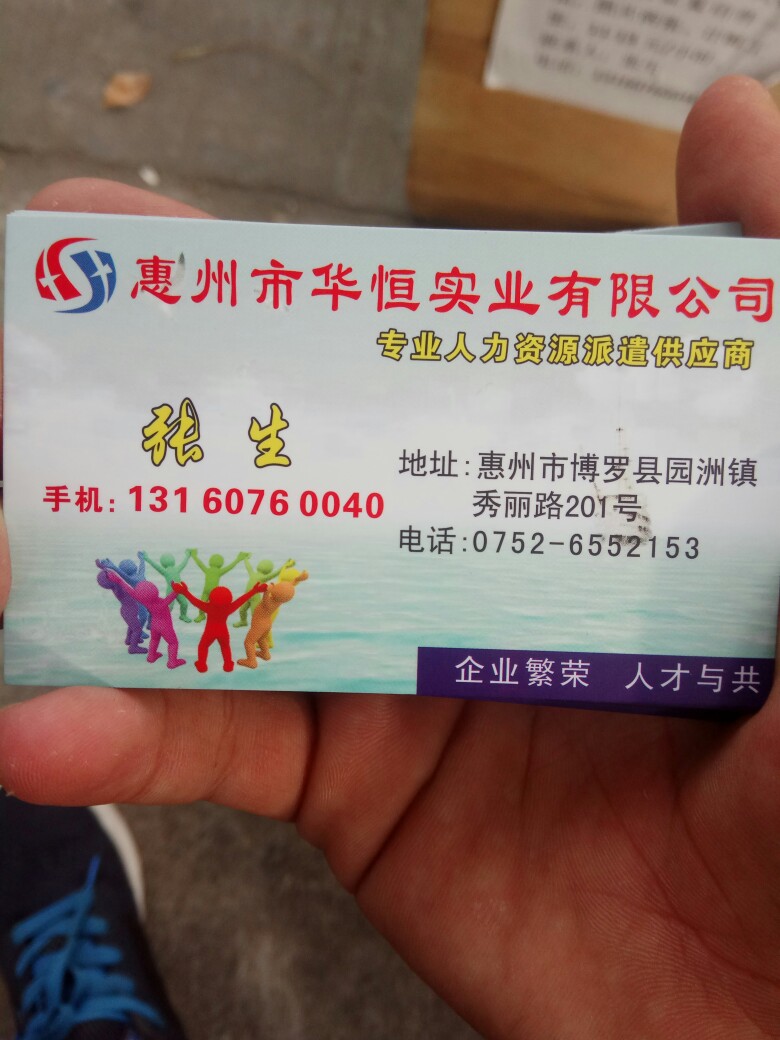 惠州市华恒实业有限公司
专业人力资源派遣供应商
张 生
手机: 131 6076 0040
地址:惠州市博罗县园洲镇
秀丽路201号
电话:0752-6552153
企业繁荣 人才与共